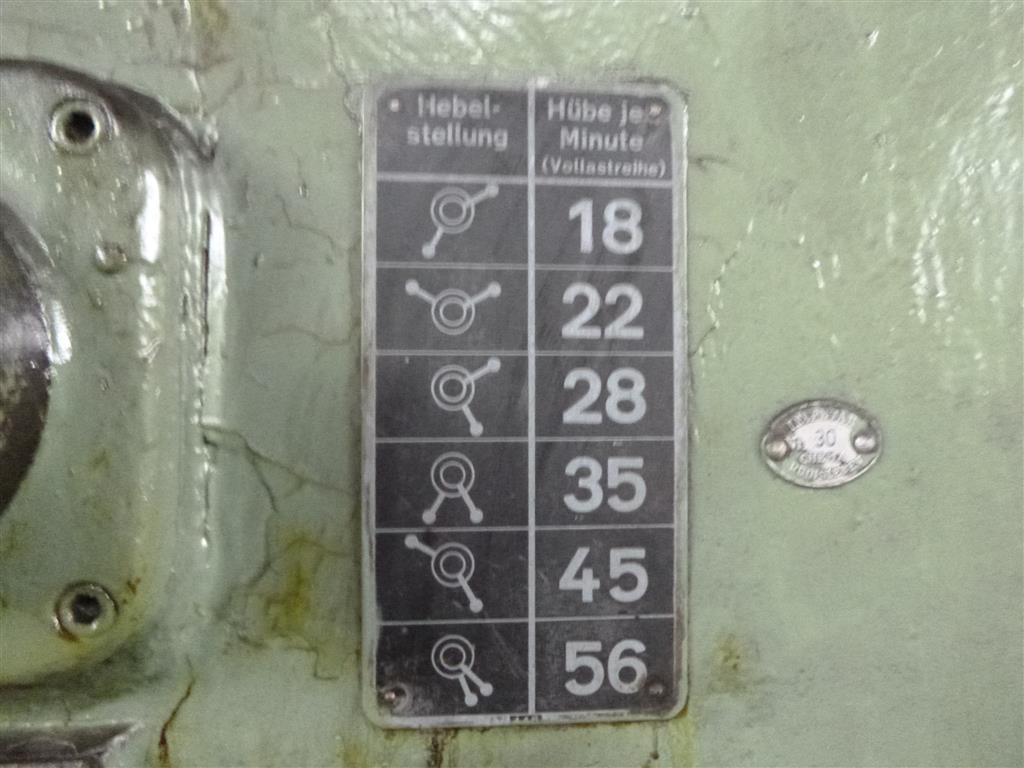 Hebel-
stellung
Hübe je
Minute
(Vollastreihe)
18
22
28
35
45
56
30